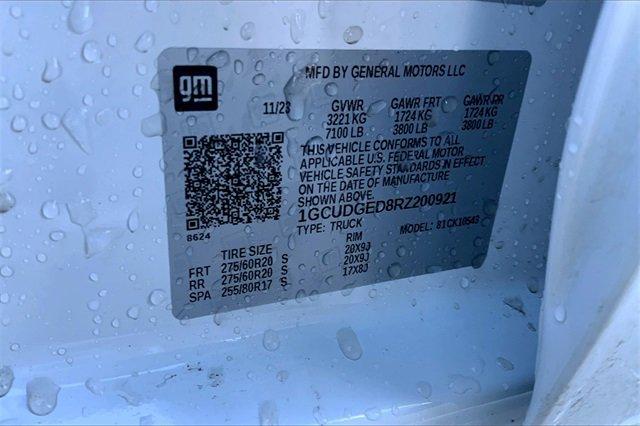 gm
MFD BY GENERAL MOTORS LLC
11/23 GVWR GAWR FRT GAWR RR
3221 KG 1724 KG 1724 KG
7100 LB 3800 LB 3800 LB
THIS VEHICLE CONFORMS TO ALL
APPLICABLE U.S. FEDERAL MOTOR
VEHICLE SAFETY STANDARDS IN EFFECT
ON THE DATE OF MANUFACTURE
SHOWN ABOVE.
1GCUDGED8RZ200921
TYPE: TRUCK MODEL: 81CK10543
8624
TIRE SIZE RIM
FRT 275/60R20 S 20X9J
RR 275/60R20 S 20X9J
SPA 255/80R17 S 17X8J